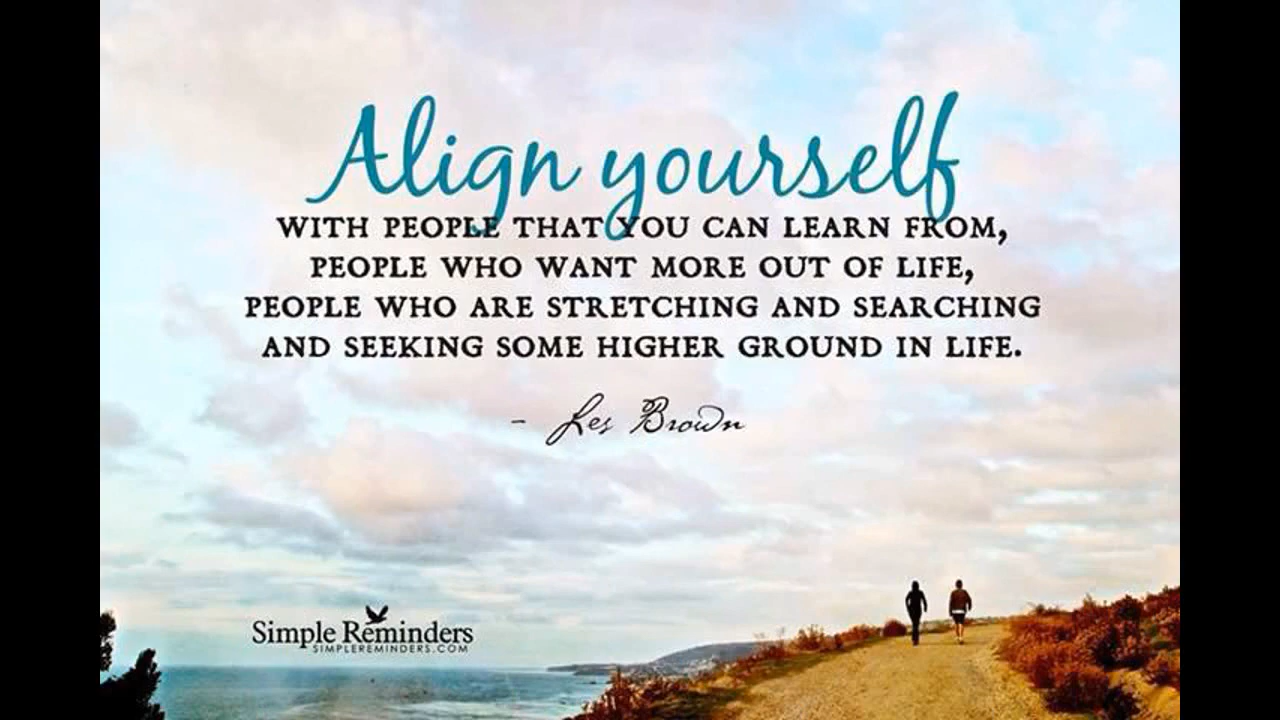 Align yourself
WITH PEOPLE THAT YOU CAN LEARN FROM,
PEOPLE WHO WANT MORE OUT OF LIFE,
PEOPLE WHO ARE STRETCHING AND SEARCHING
AND SEEKING SOME HIGHER GROUND IN LIFE.
- Les Brown
Simple Reminders
SIMPLEREMINDERS.COM